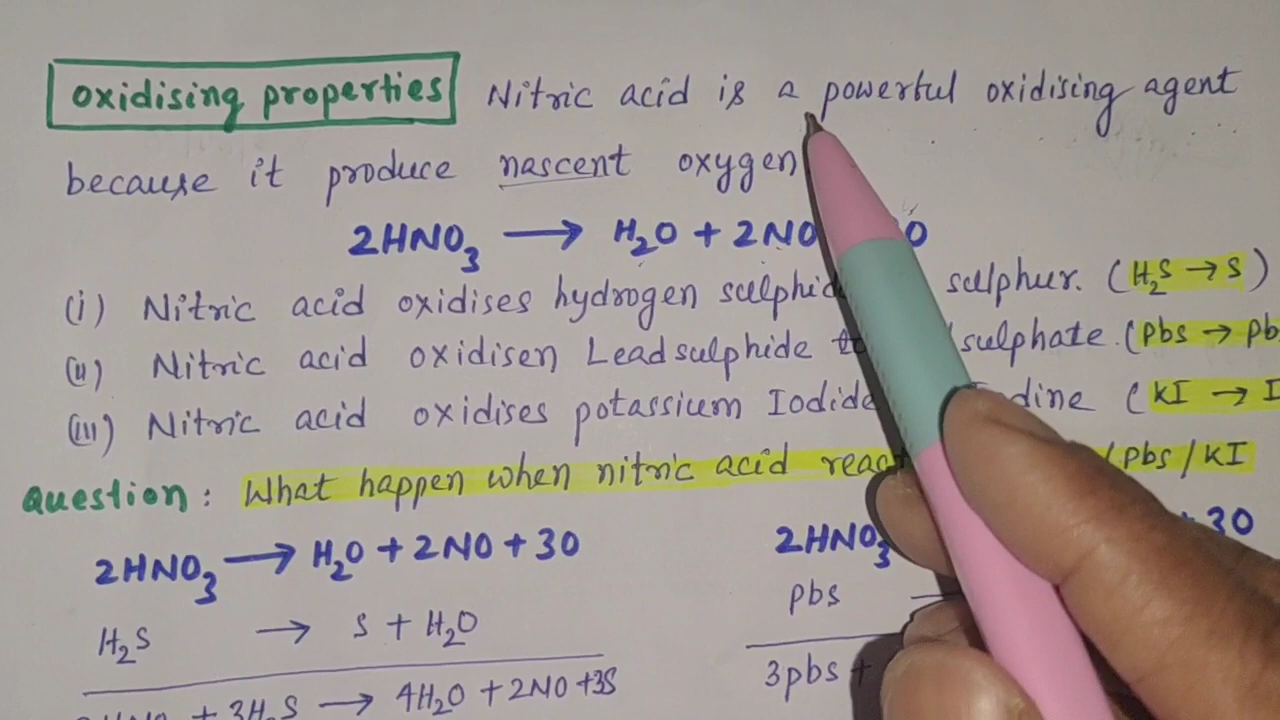 oxidising properties Nitric acid is a powerful oxidising agent
because it produce nascent oxygen
2HNO₃ → H₂O + 2NO O
(i) Nitric acid oxidises hydrogen sulphid sulphur. (H₂S → S)
(ii) Nitric acid oxidisen Lead sulphide to sulphate. (pbs → pb
(iii) Nitric acid oxidises potassium Iodide dine (KI → I
Question: What happen when nitric acid react /pbs/KI
2HNO₃ → H₂O + 2NO + 3O
2HNO₃ +3O
H₂S → S + H₂O
pbs
+ 3H₂S → 4H₂O + 2NO + 3S
3pbs +